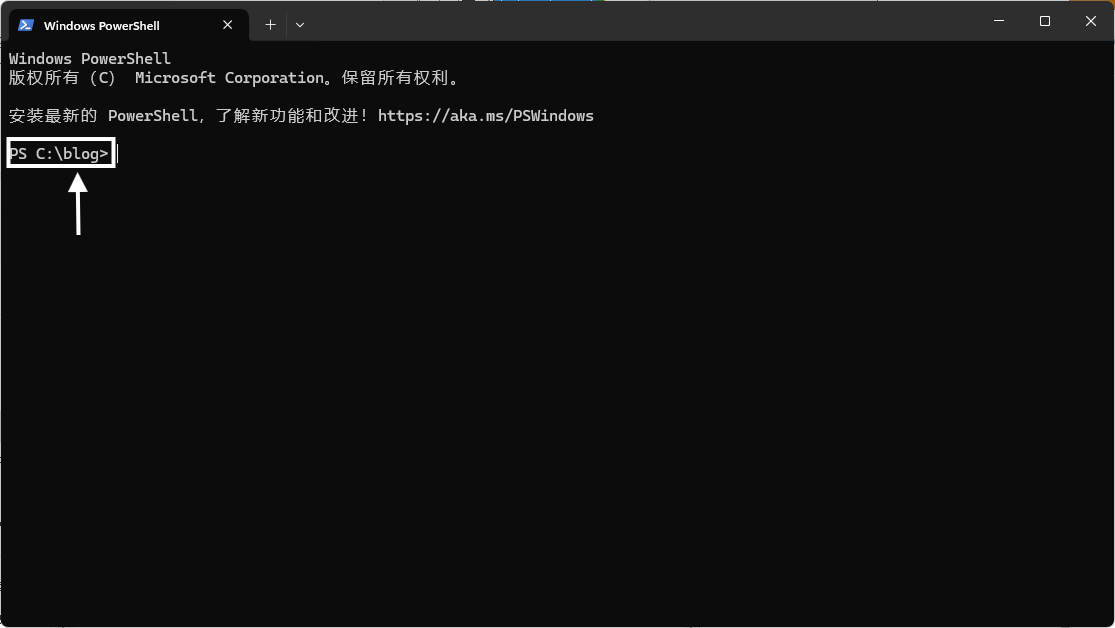 Windows PowerShell
Windows PowerShell
版权所有（C） Microsoft Corporation。保留所有权利。
安装最新的 PowerShell，了解新功能和改进！https://aka.ms/PSWindows
PS C:\blog>